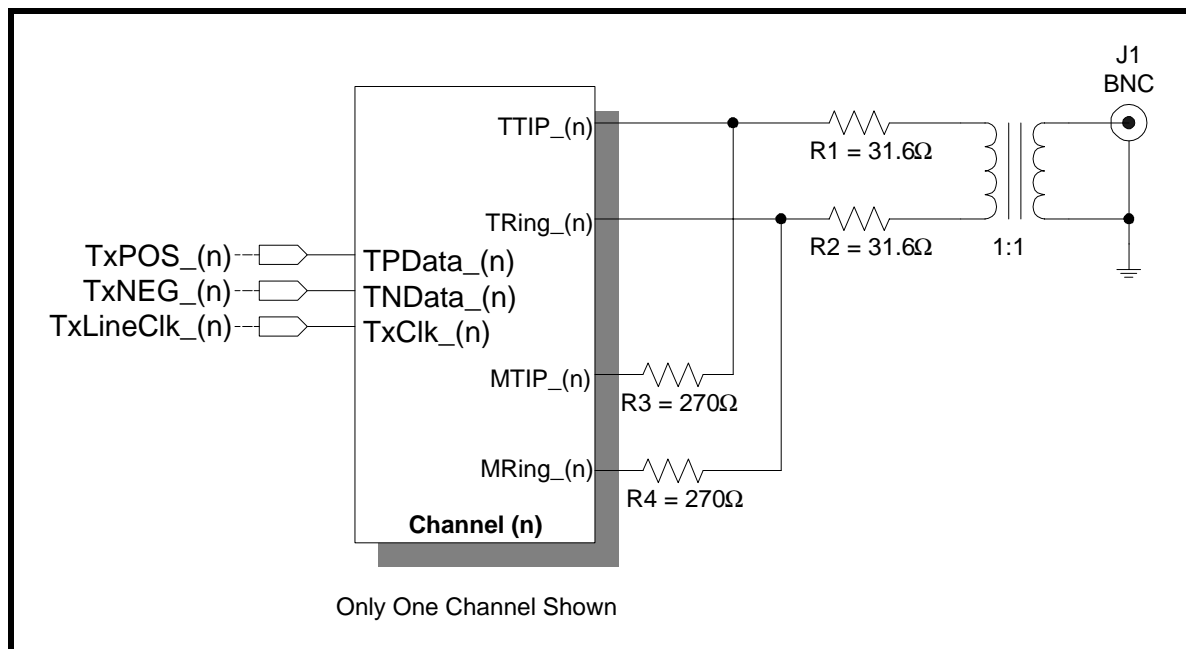 J1
BNC
TTIP_(n)
R1 = 31.6Ω
TRing_(n)
R2 = 31.6Ω
1:1
TxPOS_(n)
TPData_(n)
TxNEG_(n)
TNData_(n)
TxLineClk_(n)
TxClk_(n)
MTIP_(n)
R3 = 270Ω
MRing_(n)
R4 = 270Ω
Channel (n)
Only One Channel Shown